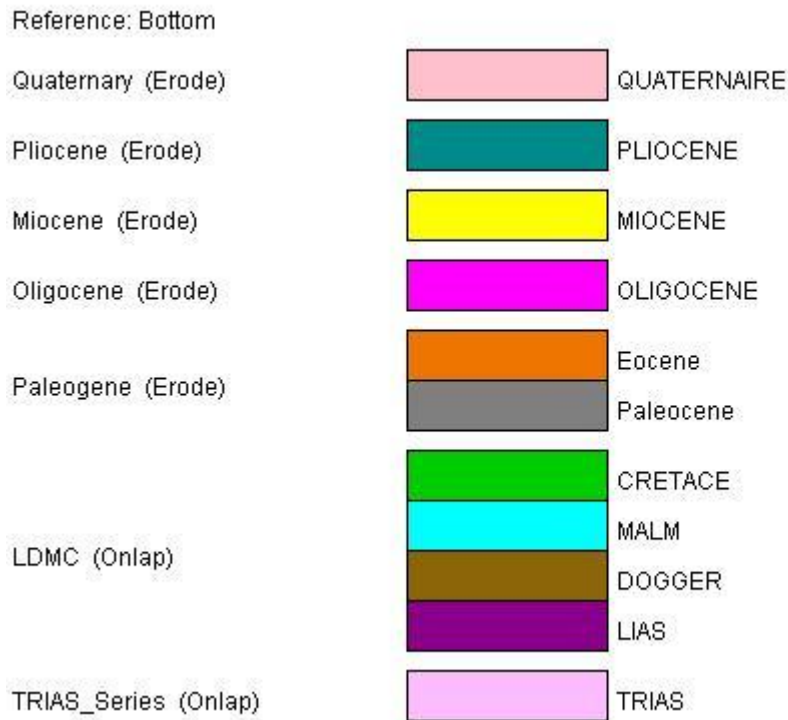 Reference: Bottom
Quaternary (Erode) QUATERNAIRE
Pliocene (Erode) PLIOCENE
Miocene (Erode) MIOCENE
Oligocene (Erode) OLIGOCENE
Paleogene (Erode)
Eocene
Paleocene
LDMC (Onlap)
CRETACE
MALM
DOGGER
LIAS
TRIAS_Series (Onlap) TRIAS